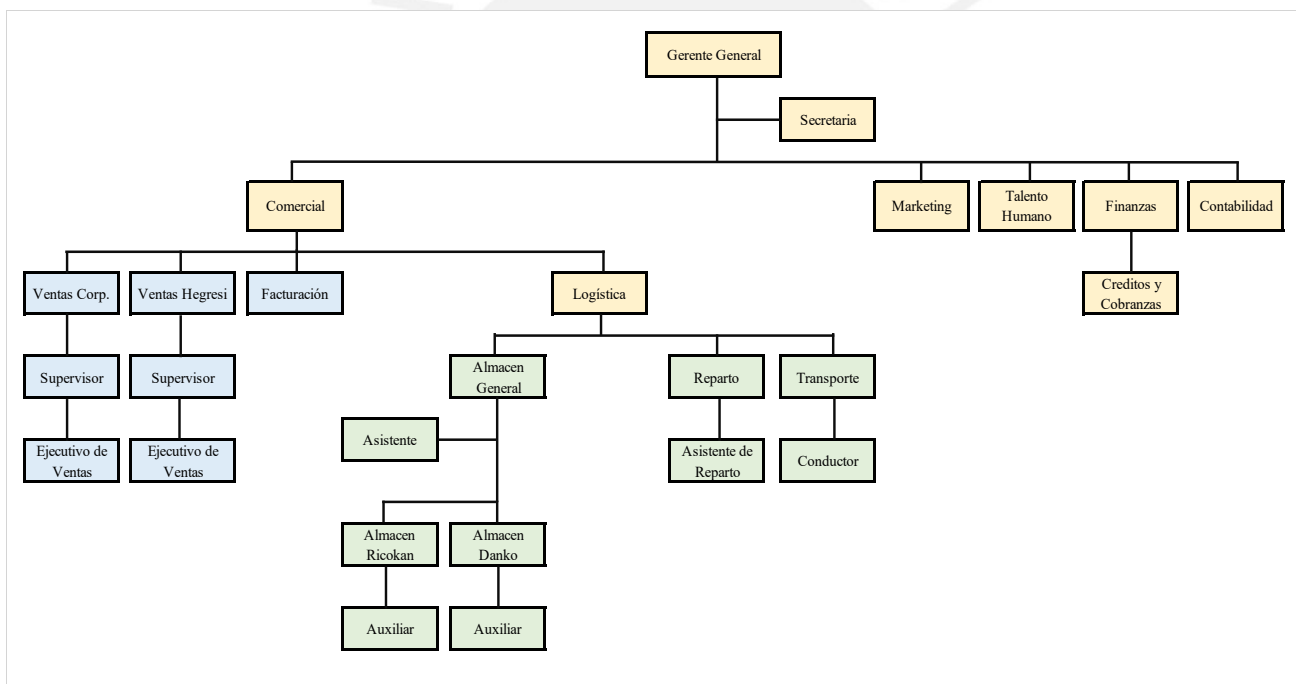 Gerente General
Secretaria
Comercial
Marketing
Talento
Humano
Finanzas
Contabilidad
Ventas Corp.
Ventas Hegresi
Facturación
Logística
Creditos y
Cobranzas
Supervisor
Supervisor
Almacen
General
Reparto
Transporte
Asistente
Ejecutivo de
Ventas
Ejecutivo de
Ventas
Asistente de
Reparto
Conductor
Almacen
Ricokan
Almacen
Danko
Auxiliar
Auxiliar